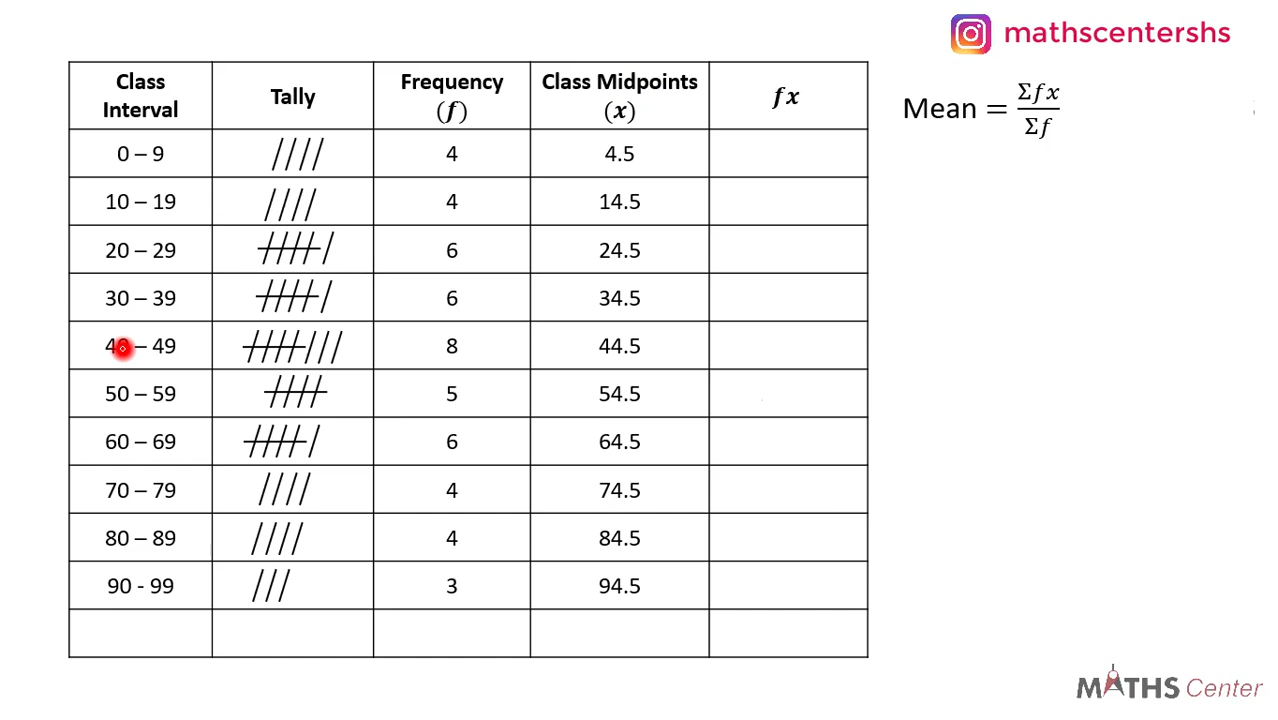 mathscentershs
Class Interval Tally Frequency (f) Class Midpoints (x) fx
0 – 9 4 4.5
10 – 19 4 14.5
20 – 29 6 24.5
30 – 39 6 34.5
40 – 49 8 44.5
50 – 59 5 54.5
60 – 69 6 64.5
70 – 79 4 74.5
80 – 89 4 84.5
90 - 99 3 94.5
Mean = Σfx / Σf
MATHS Center